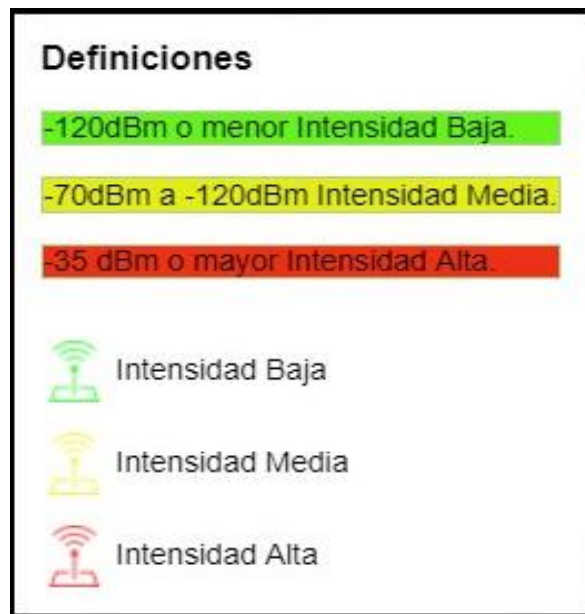 Definiciones
-120dBm o menor Intensidad Baja.
-70dBm a -120dBm Intensidad Media.
-35 dBm o mayor Intensidad Alta.
Intensidad Baja
Intensidad Media
Intensidad Alta